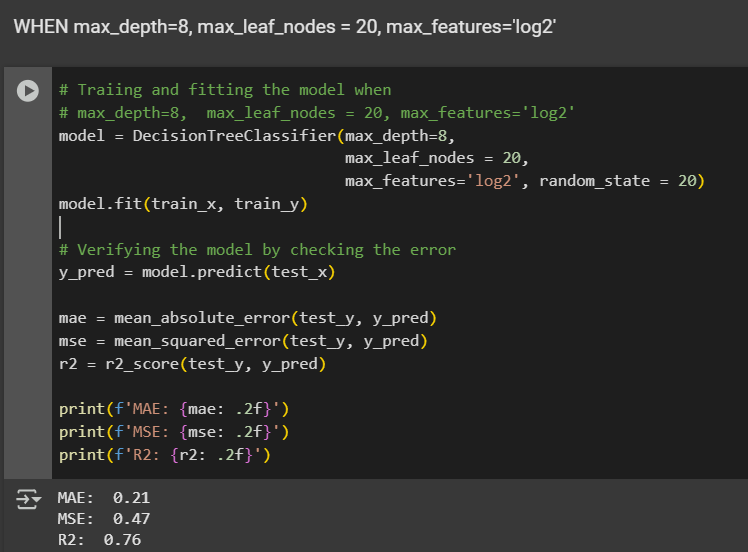 WHEN max_depth=8, max_leaf_nodes = 20, max_features='log2'
# Traiing and fitting the model when
# max_depth=8,  max_leaf_nodes = 20, max_features='log2'
model = DecisionTreeClassifier(max_depth=8,
                               max_leaf_nodes = 20,
                               max_features='log2', random_state = 20)
model.fit(train_x, train_y)
# Verifying the model by checking the error
y_pred = model.predict(test_x)
mae = mean_absolute_error(test_y, y_pred)
mse = mean_squared_error(test_y, y_pred)
r2 = r2_score(test_y, y_pred)
print(f'MAE: {mae: .2f}')
print(f'MSE: {mse: .2f}')
print(f'R2: {r2: .2f}')
MAE:  0.21
MSE:  0.47
R2:  0.76